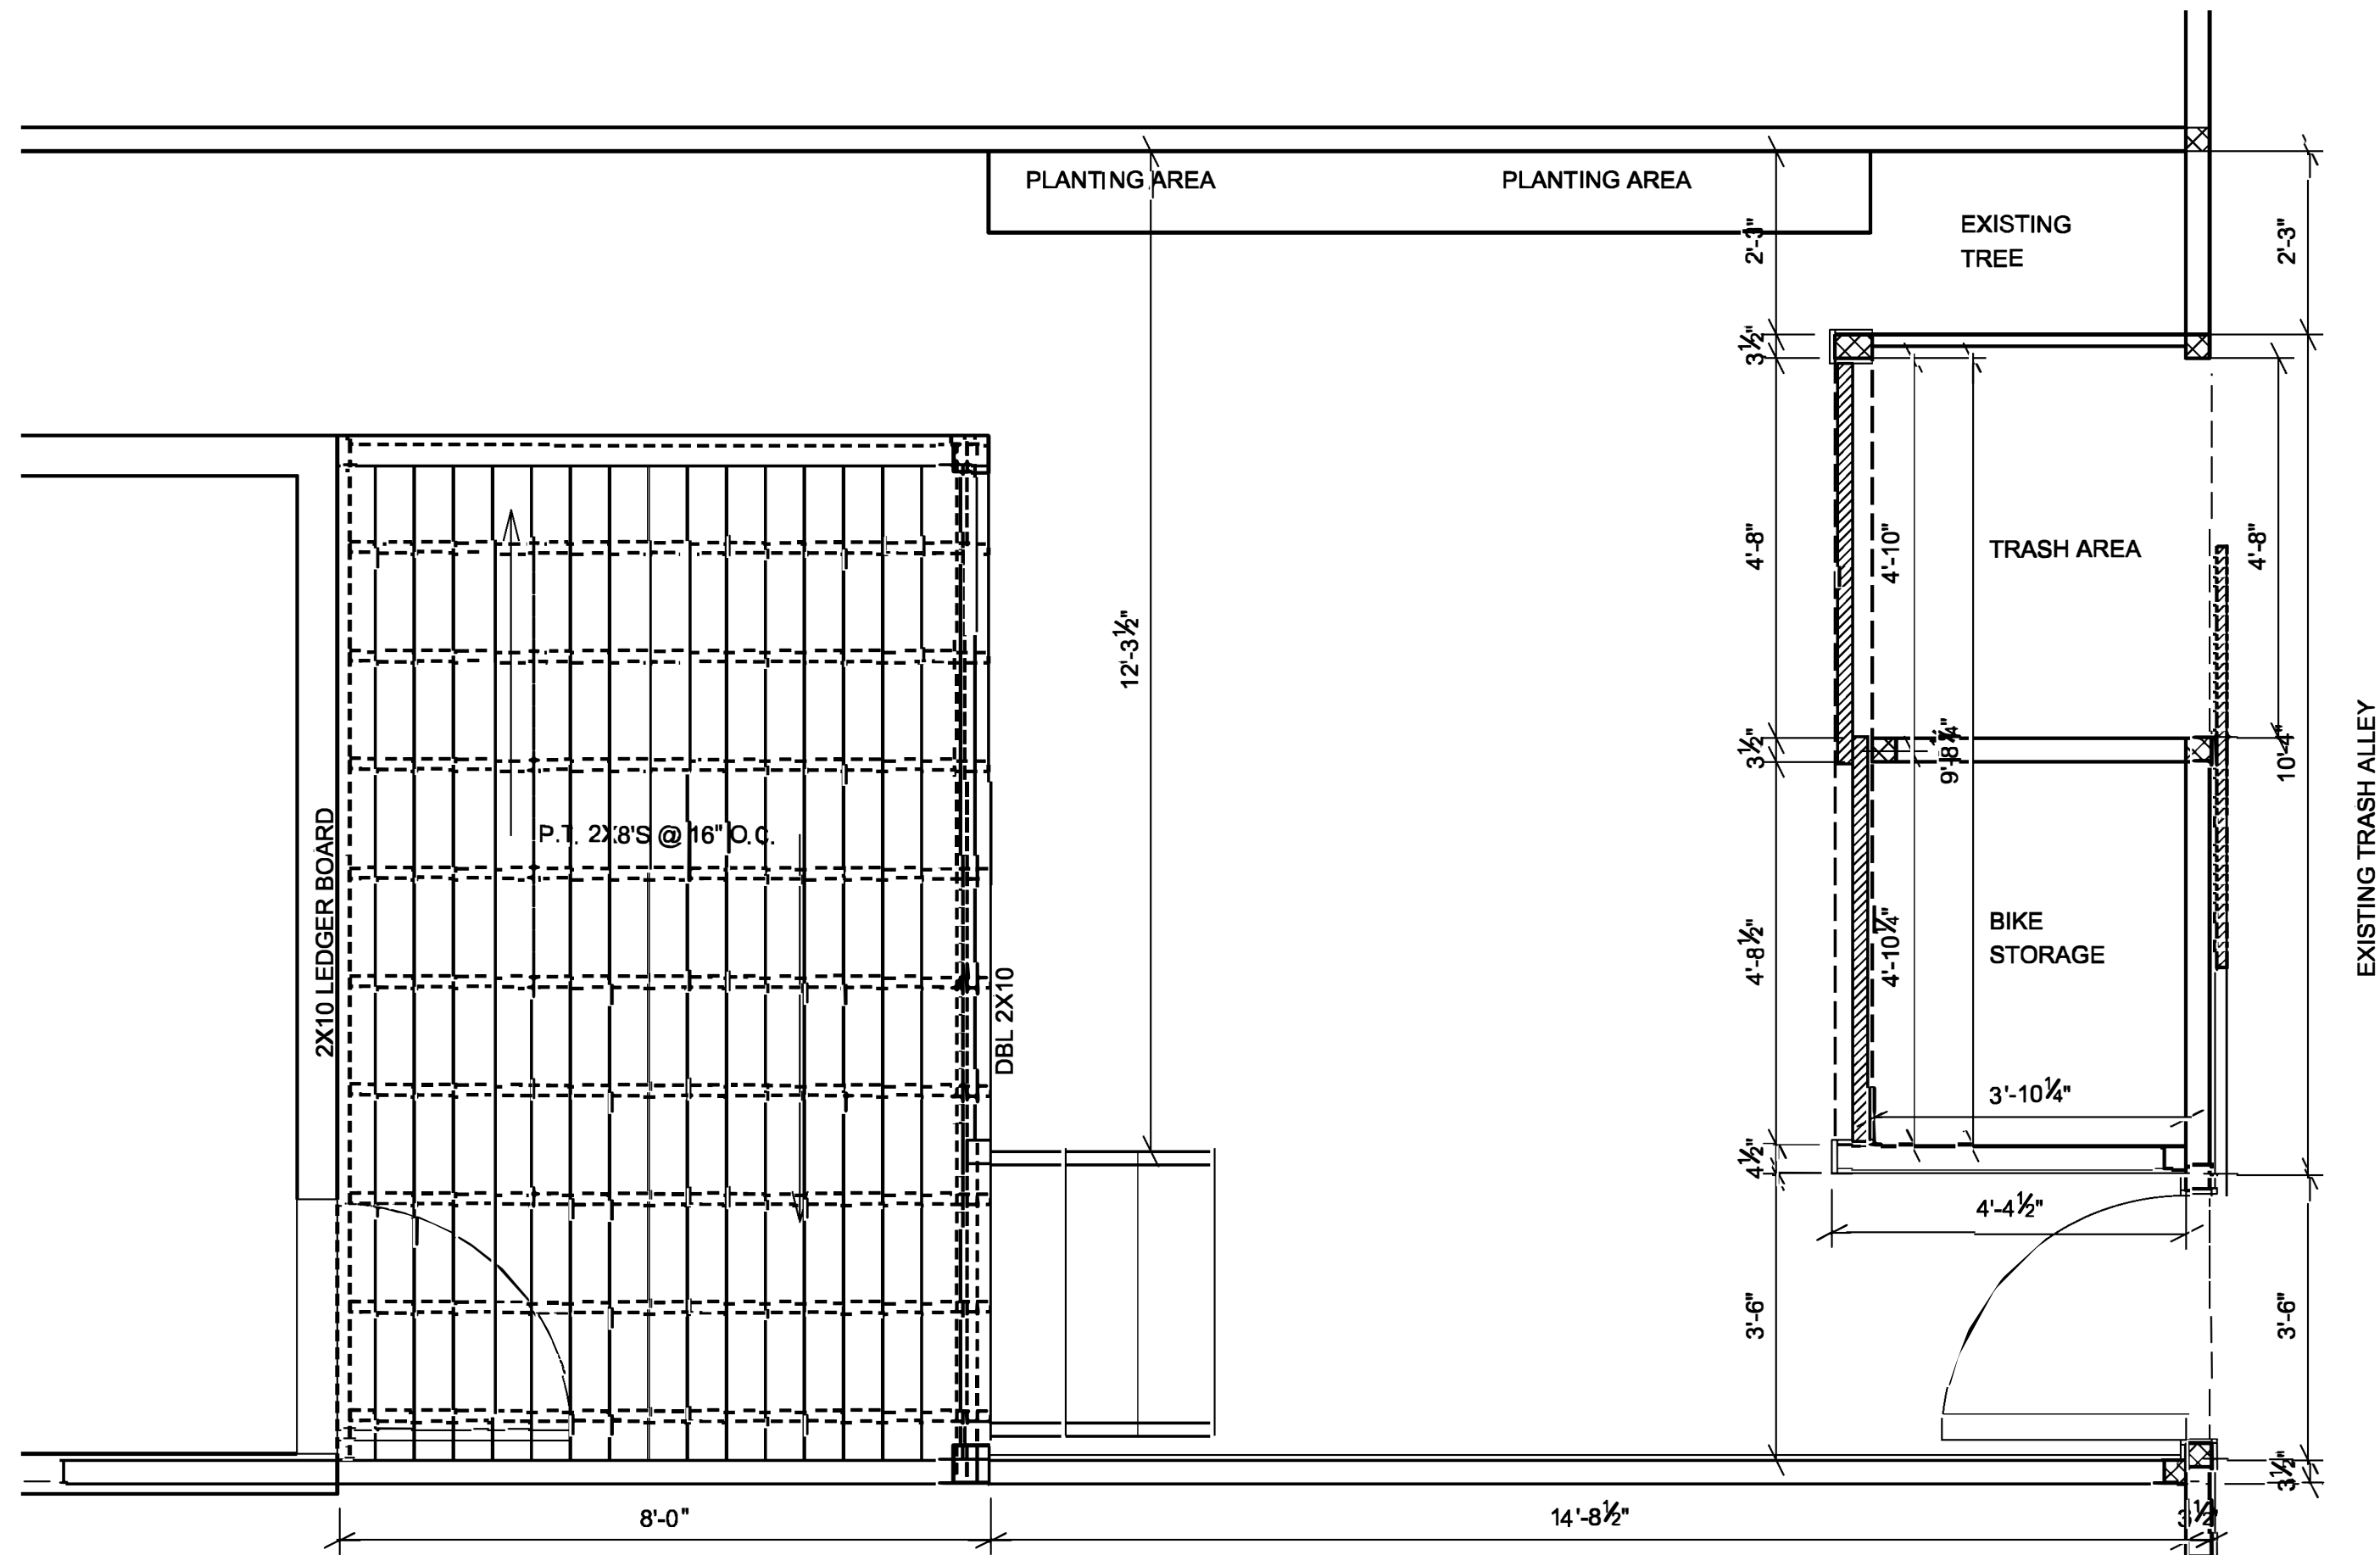 PLANTING AREA
PLANTING AREA
EXISTING
TREE
2'-3"
2'-3"
3½"
4'-8"
4'-10"
TRASH AREA
4'-8"
12'-3½"
3½"
9'-8¼"
10'-4"
EXISTING TRASH ALLEY
P.T. 2X8'S @ 16" O.C.
2X10 LEDGER BOARD
DBL 2X10
4'-8½"
4'-10¼"
BIKE
STORAGE
3'-10¼"
4½"
4'-4½"
3'-6"
3'-6"
3½"
8'-0"
14'-8½"
3½"